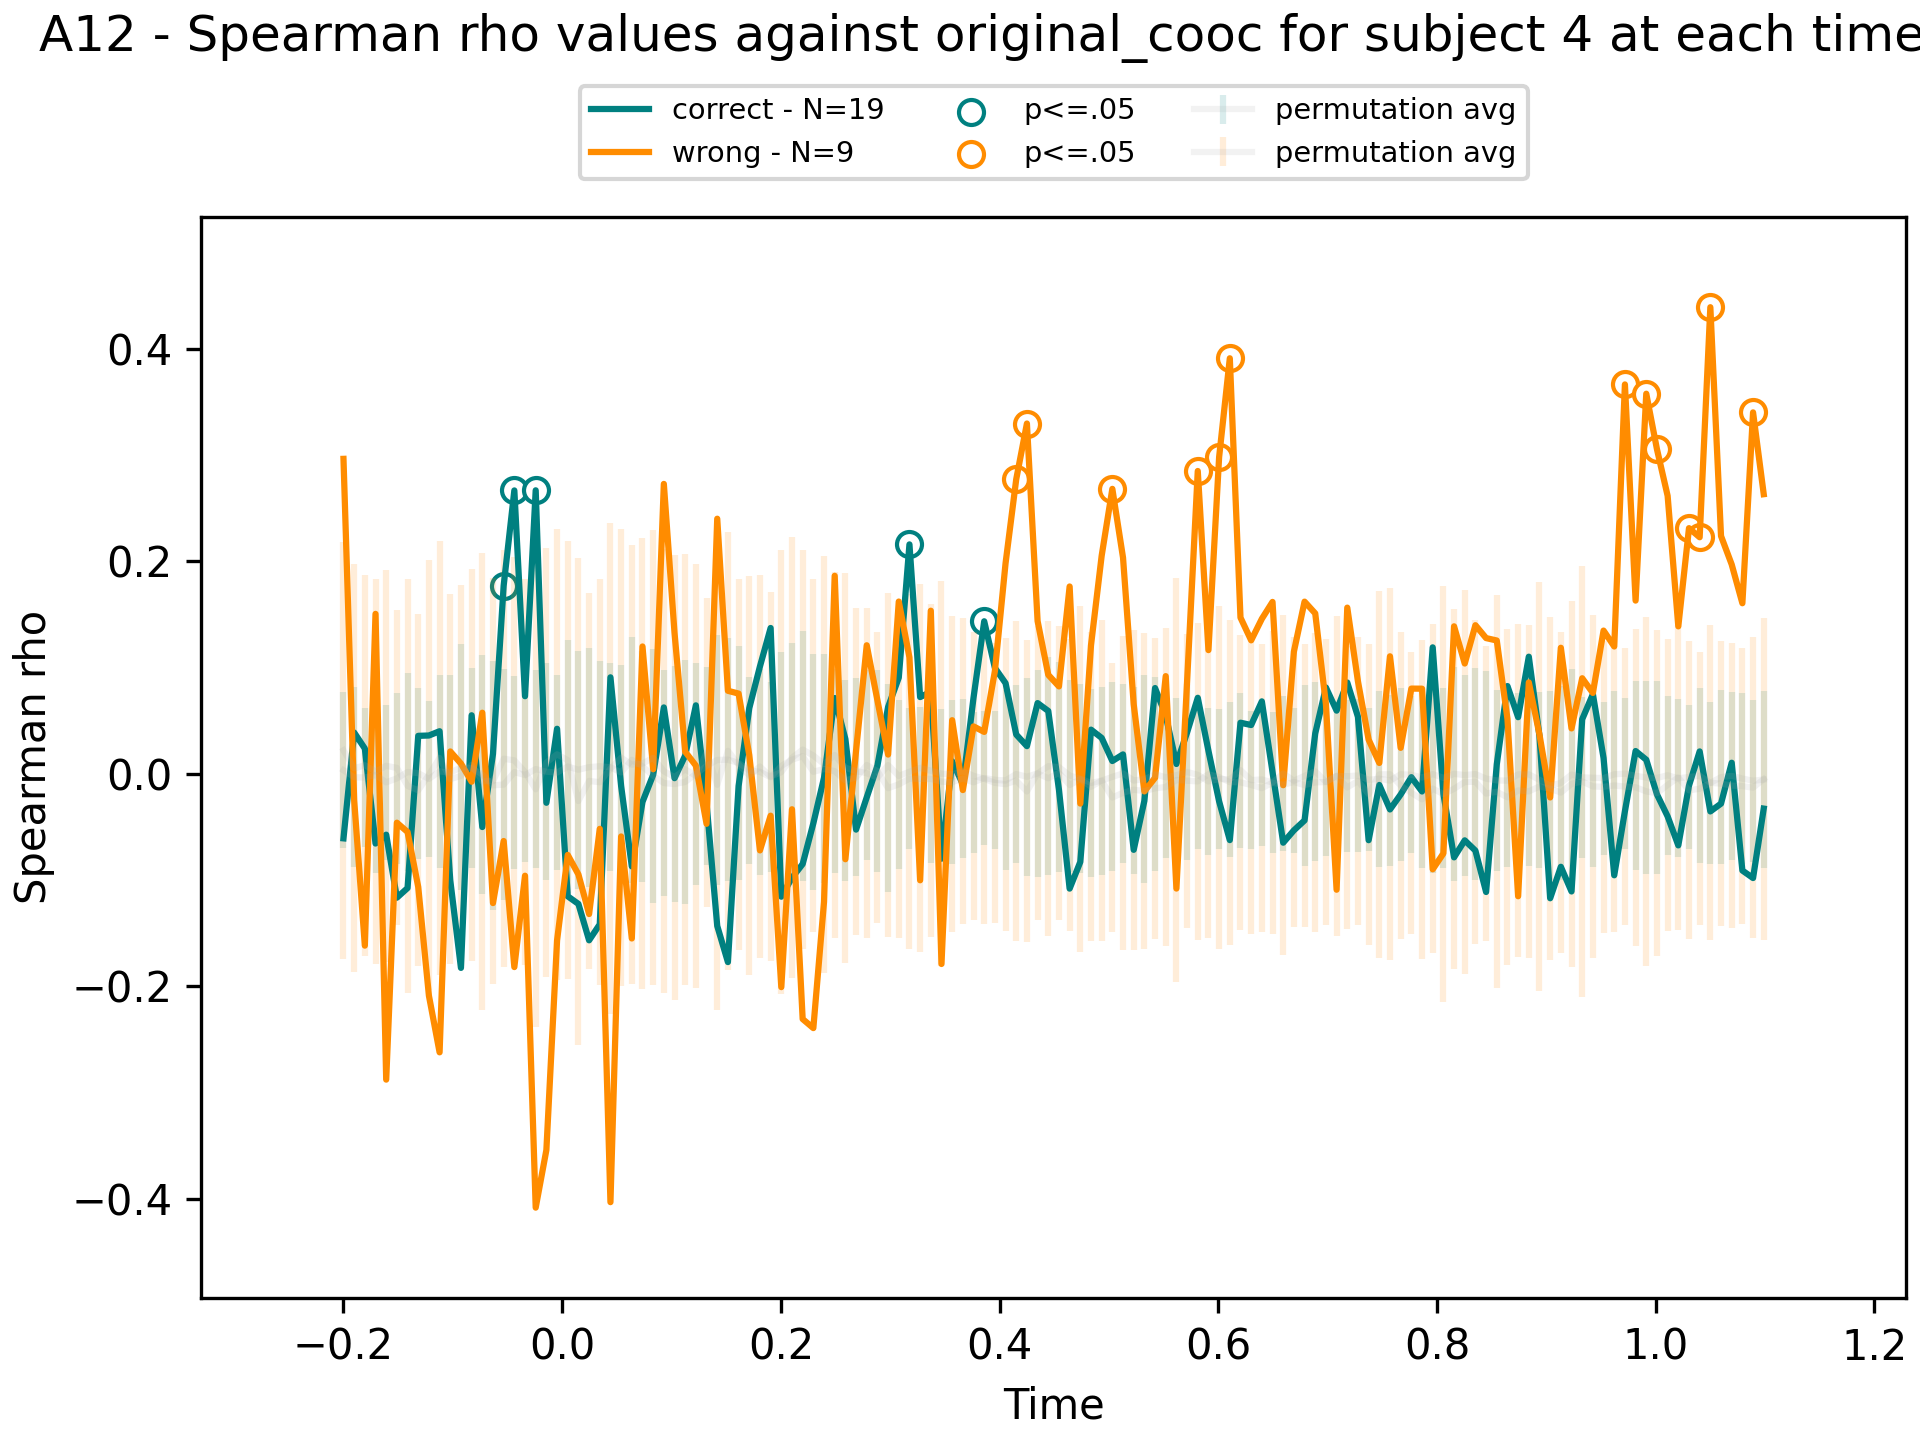 A12 - Spearman rho values against original_cooc for subject 4 at each time
correct - N=19
wrong - N=9
p<=.05
p<=.05
permutation avg
permutation avg
Spearman rho
0.4
0.2
0.0
−0.2
−0.4
−0.2 0.0 0.2 0.4 0.6 0.8 1.0 1.2
Time